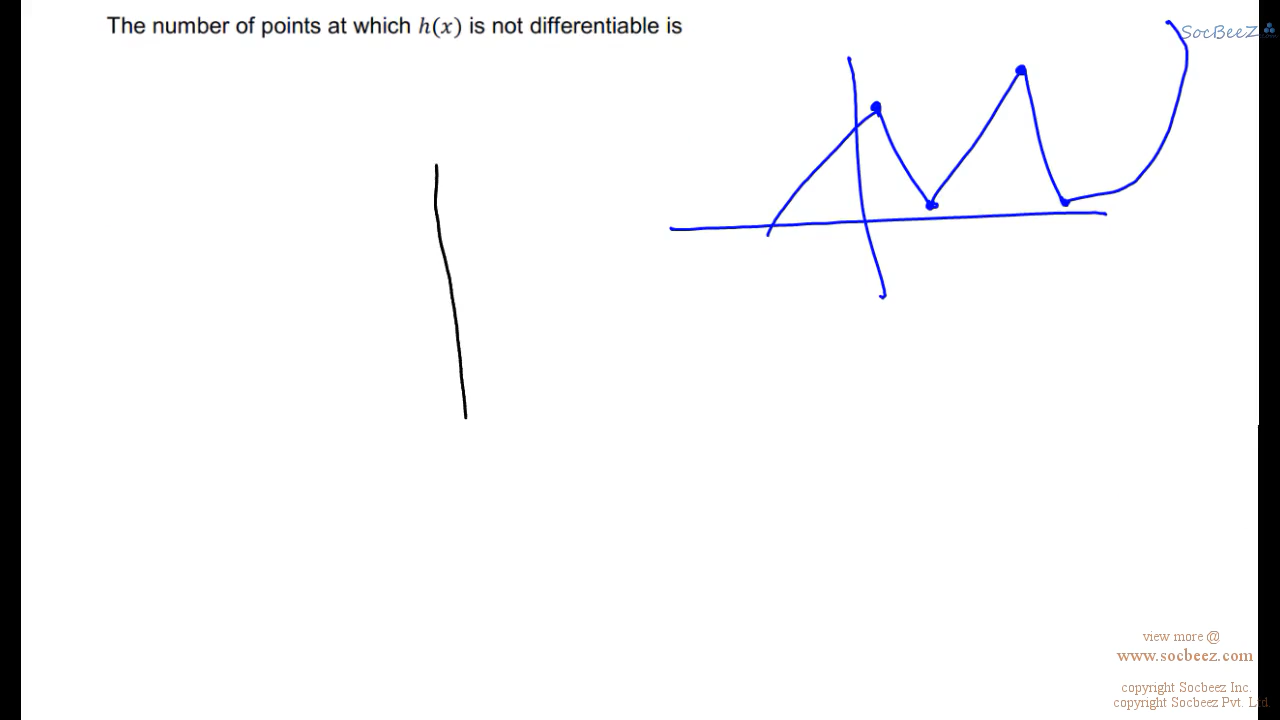 The number of points at which h(x) is not differentiable is
SocBeeZ
view more @
www.socbeez.com
copyright Socbeez Inc.
copyright Socbeez Pvt. Ltd.